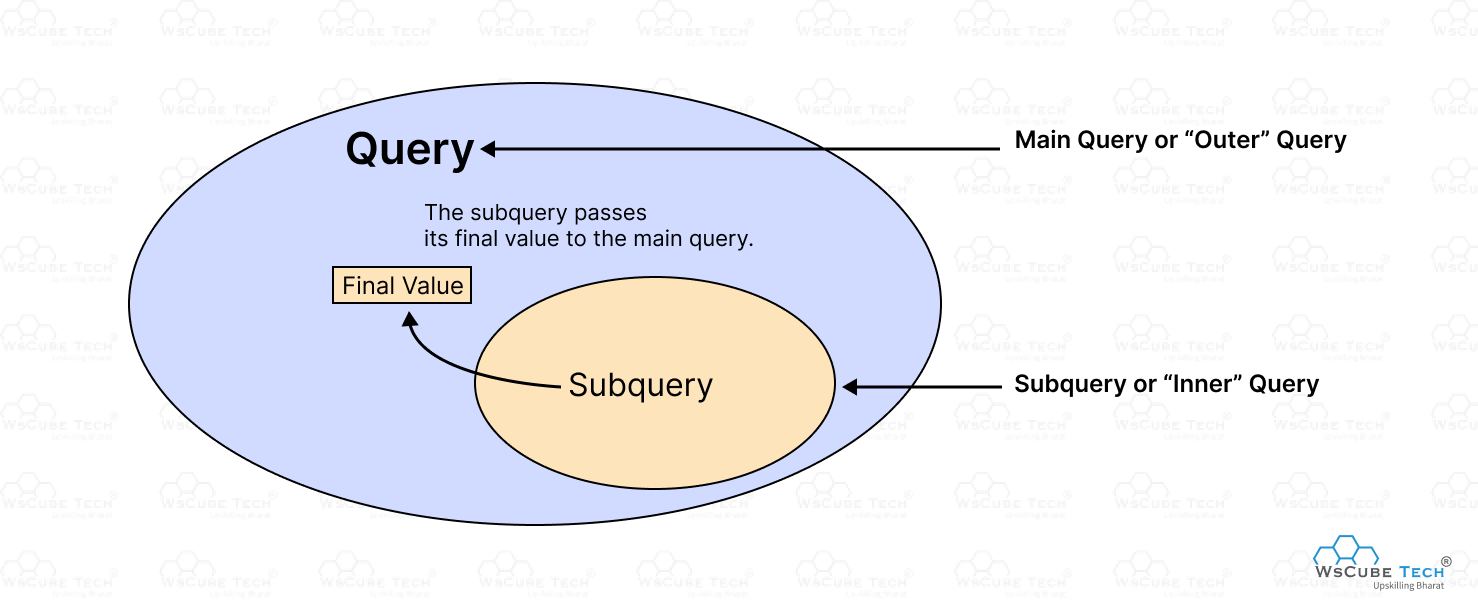 Query
Main Query or “Outer” Query
The subquery passes
its final value to the main query.
Final Value
Subquery
Subquery or “Inner” Query
WsCube Tech®
Upskilling Bharat